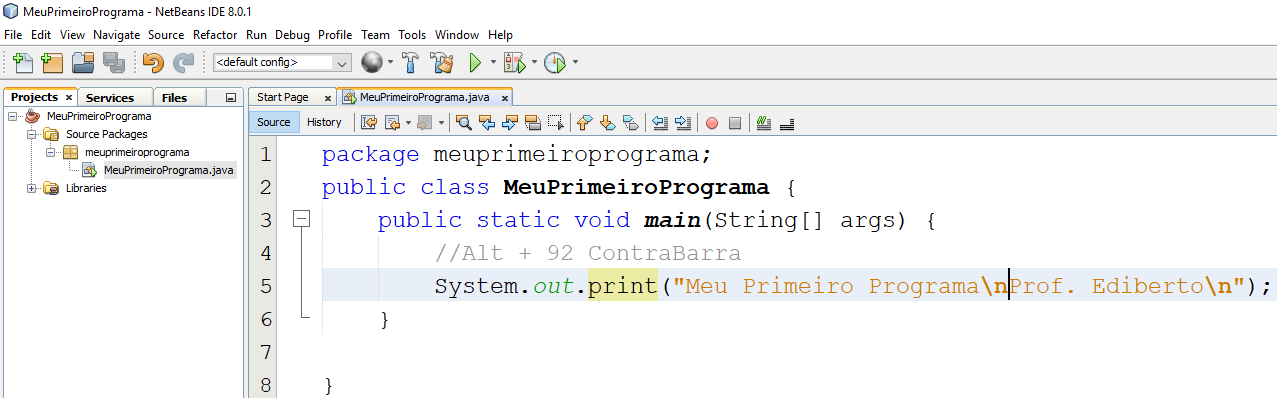 MeuPrimeiroPrograma - NetBeans IDE 8.0.1
File Edit View Navigate Source Refactor Run Debug Profile Team Tools Window Help
<default config>
Projects × Services Files
MeuPrimeiroPrograma
Source Packages
meuprimeiroprograma
MeuPrimeiroPrograma.java
Libraries
Start Page × MeuPrimeiroPrograma.java ×
Source History
1 package meuprimeiroprograma;
2 public class MeuPrimeiroPrograma {
3 public static void main(String[] args) {
4 //Alt + 92 ContraBarra
5 System.out.print("Meu Primeiro Programa\nProf. Ediberto\n");
6 }
7
8 }